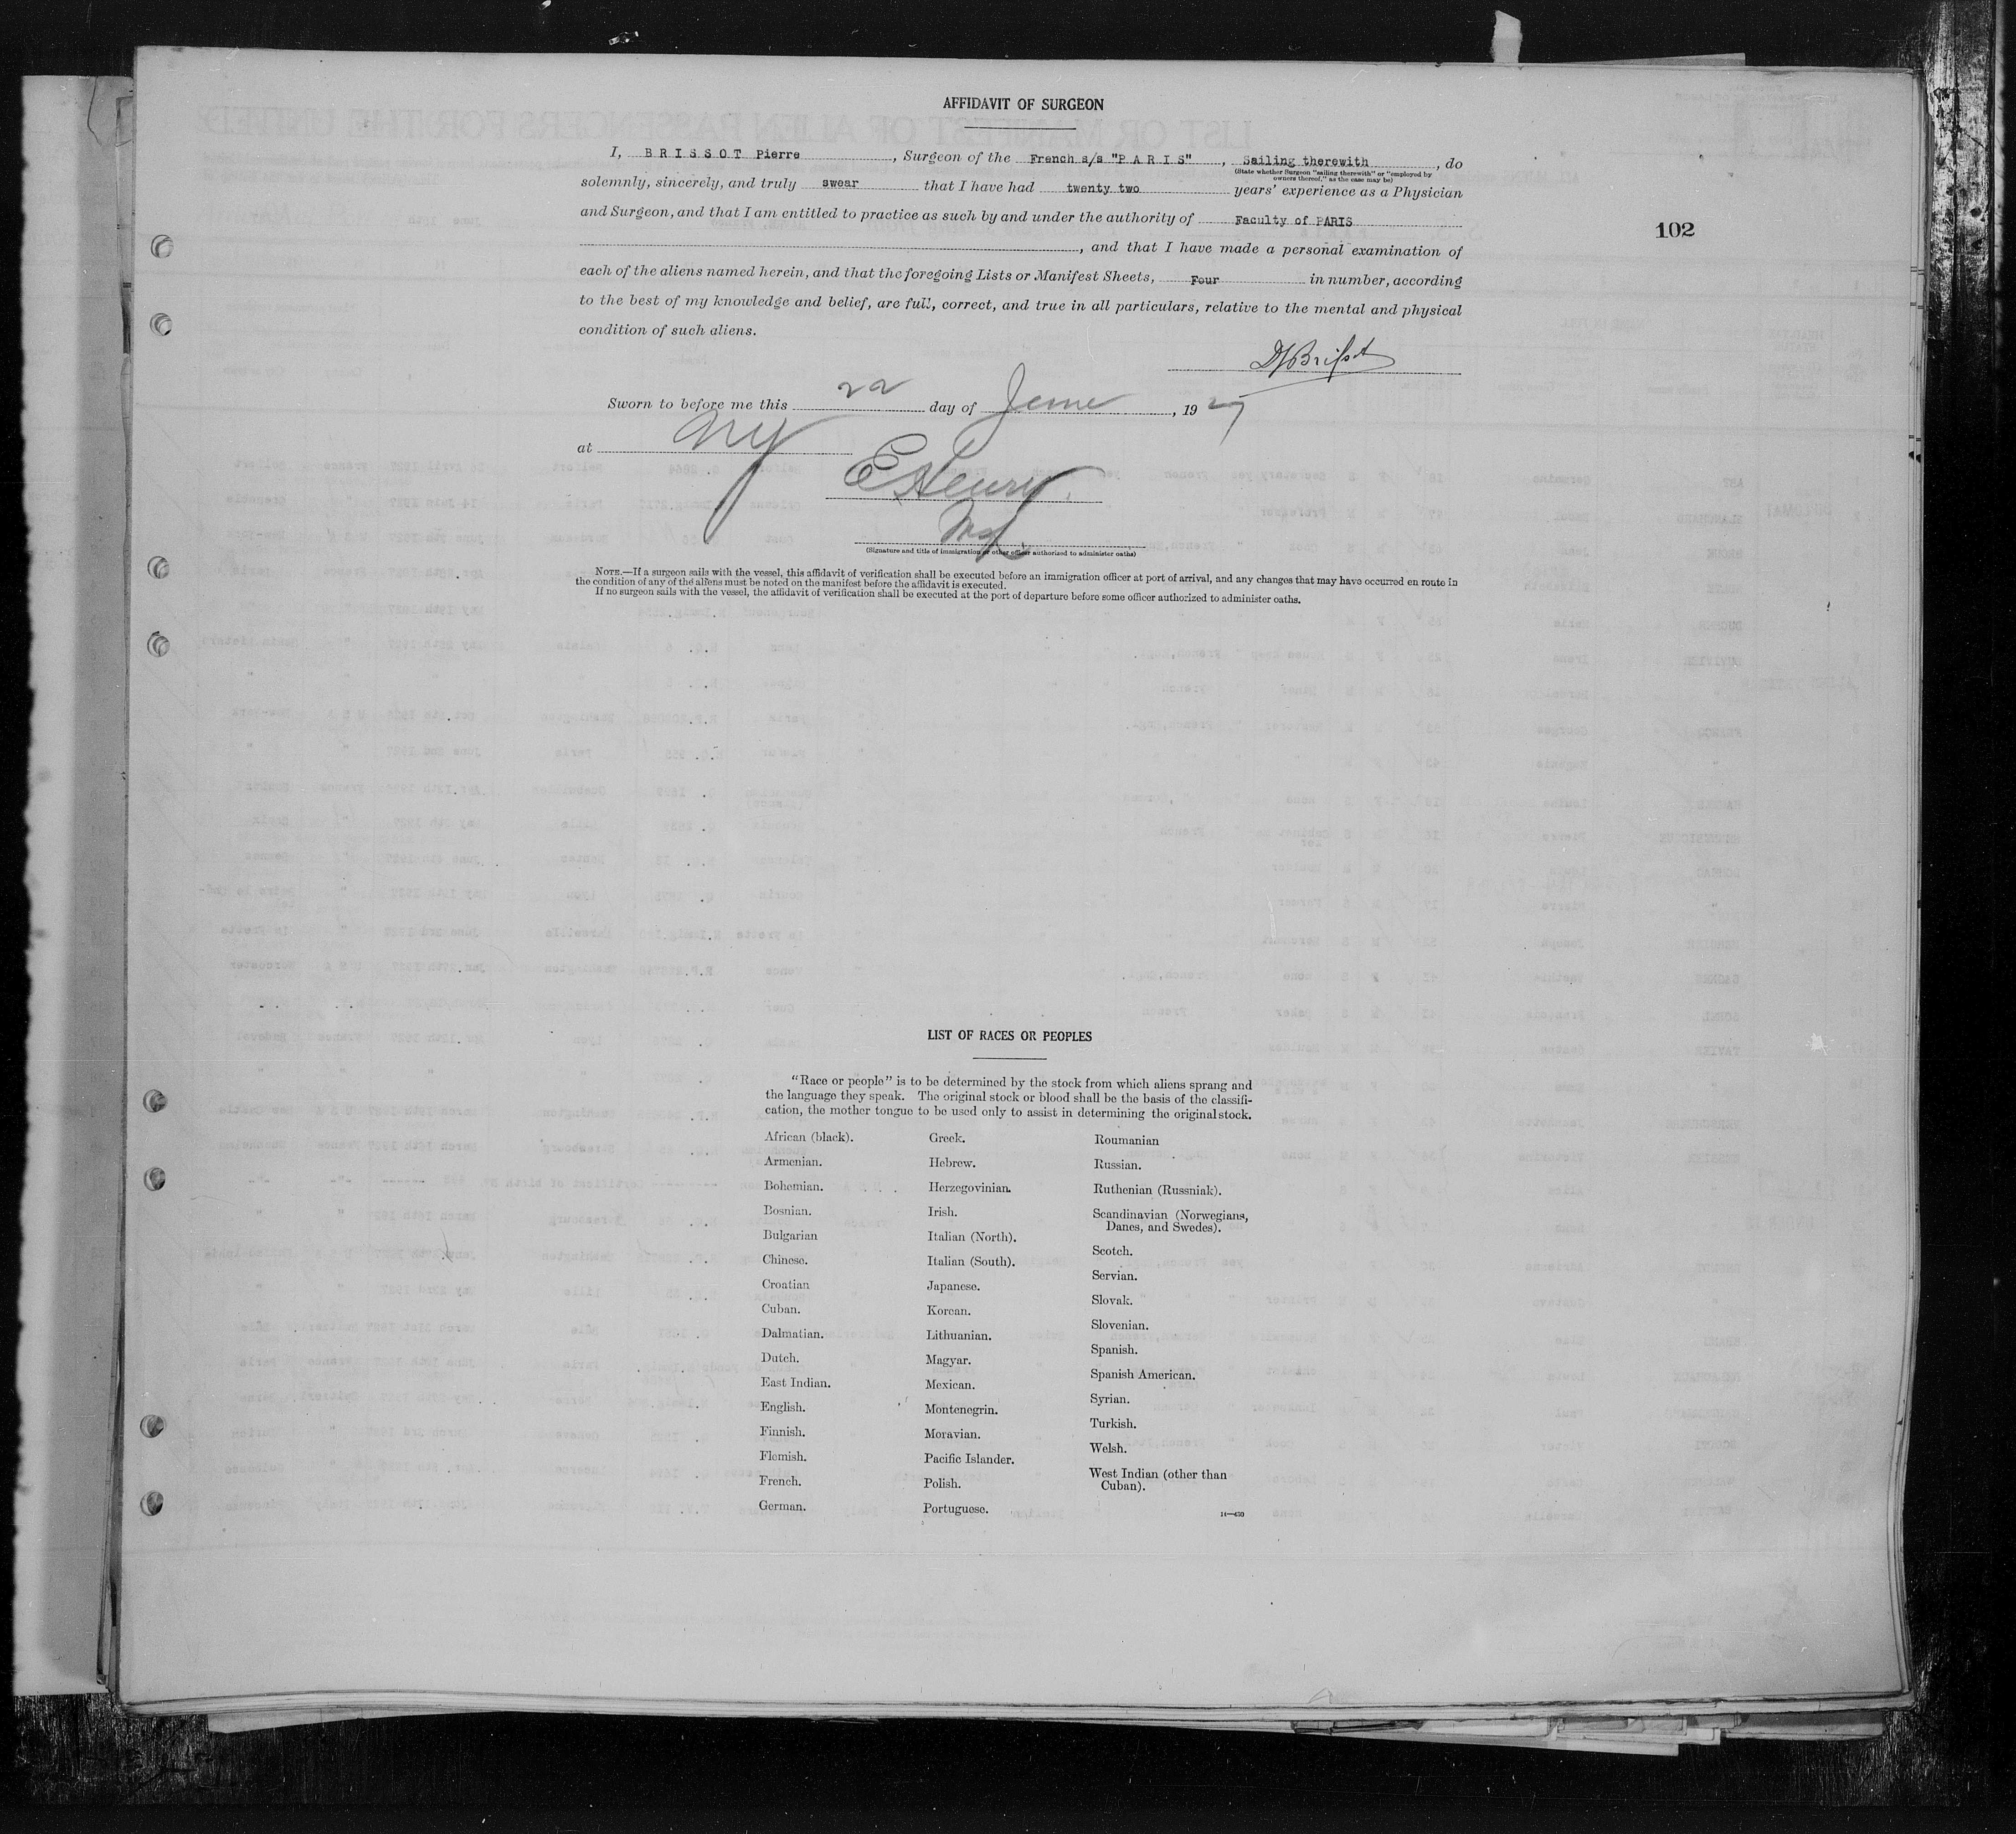 AFFIDAVIT OF SURGEON
I, BRISSOT Pierre, Surgeon of the French s/s "PARIS", Sailing therewith, do
(State whether Surgeon "sailing therewith" or "employed by
owners thereof," as the case may be)
solemnly, sincerely, and truly swear that I have had twenty two years' experience as a Physician
and Surgeon, and that I am entitled to practice as such by and under the authority of Faculty of PARIS
102
, and that I have made a personal examination of
each of the aliens named herein, and that the foregoing Lists or Manifest Sheets, Four in number, according
to the best of my knowledge and belief, are full, correct, and true in all particulars, relative to the mental and physical
condition of such aliens.
Sworn to before me this 22 day of June, 1927
at NY
(Signature and title of immigration or other officer authorized to administer oaths)
NOTE.—If a surgeon sails with the vessel, this affidavit of verification shall be executed before an immigration officer at port of arrival, and any changes that may have occurred en route in
the condition of any of the aliens must be noted on the manifest before the affidavit is executed.
If no surgeon sails with the vessel, the affidavit of verification shall be executed at the port of departure before some officer authorized to administer oaths.
LIST OF RACES OR PEOPLES
"Race or people" is to be determined by the stock from which aliens sprang and
the language they speak. The original stock or blood shall be the basis of the classifi-
cation, the mother tongue to be used only to assist in determining the original stock.
African (black).
Armenian.
Bohemian.
Bosnian.
Bulgarian
Chinese.
Croatian
Cuban.
Dalmatian.
Dutch.
East Indian.
English.
Finnish.
Flemish.
French.
German.
Greek.
Hebrew.
Herzegovinian.
Irish.
Italian (North).
Italian (South).
Japanese.
Korean.
Lithuanian.
Magyar.
Mexican.
Montenegrin.
Moravian.
Pacific Islander.
Polish.
Portuguese.
Roumanian
Russian.
Ruthenian (Russniak).
Scandinavian (Norwegians,
Danes, and Swedes).
Scotch.
Servian.
Slovak.
Slovenian.
Spanish.
Spanish American.
Syrian.
Turkish.
Welsh.
West Indian (other than
Cuban).